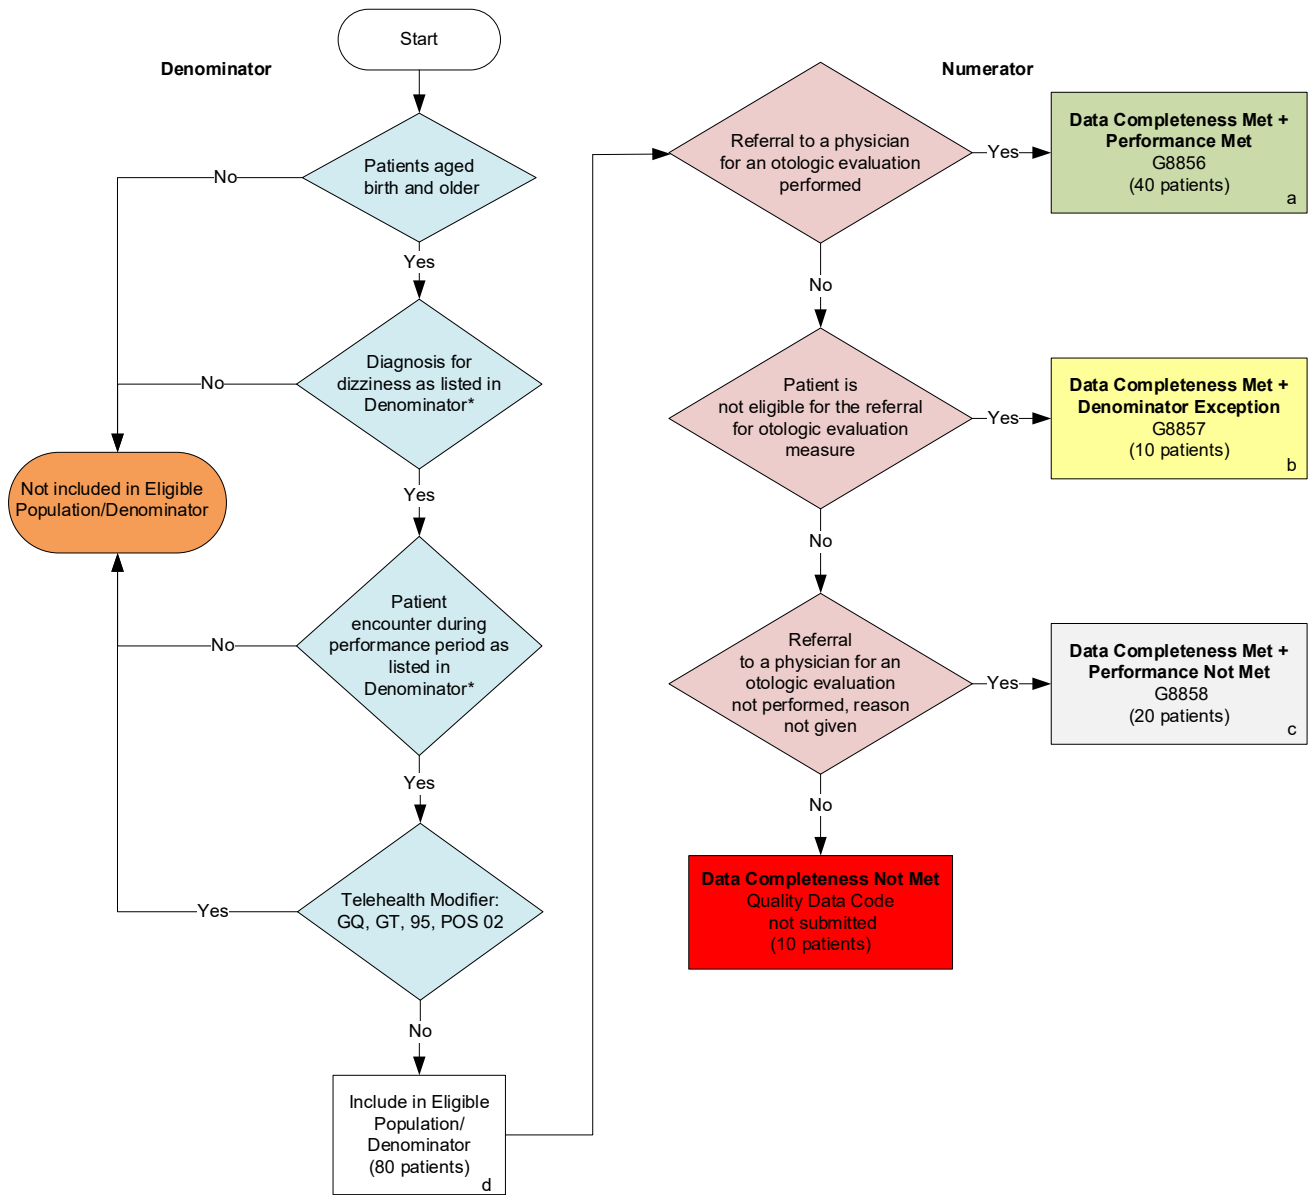 Start
Denominator
Patients aged
birth and older
No
Yes
Diagnosis for
dizziness as listed in
Denominator*
No
Not included in Eligible
Population/Denominator
Yes
Patient
encounter during
performance period as
listed in
Denominator*
No
Yes
Telehealth Modifier:
GQ, GT, 95, POS 02
Yes
No
Include in Eligible
Population/
Denominator
(80 patients)
d
Numerator
Referral to a physician
for an otologic evaluation
performed
Yes
Data Completeness Met +
Performance Met
G8856
(40 patients)
a
No
Patient is
not eligible for the referral
for otologic evaluation
measure
Yes
Data Completeness Met +
Denominator Exception
G8857
(10 patients)
b
No
Referral
to a physician for an
otologic evaluation
not performed, reason
not given
Yes
Data Completeness Met +
Performance Not Met
G8858
(20 patients)
c
No
Data Completeness Not Met
Quality Data Code
not submitted
(10 patients)